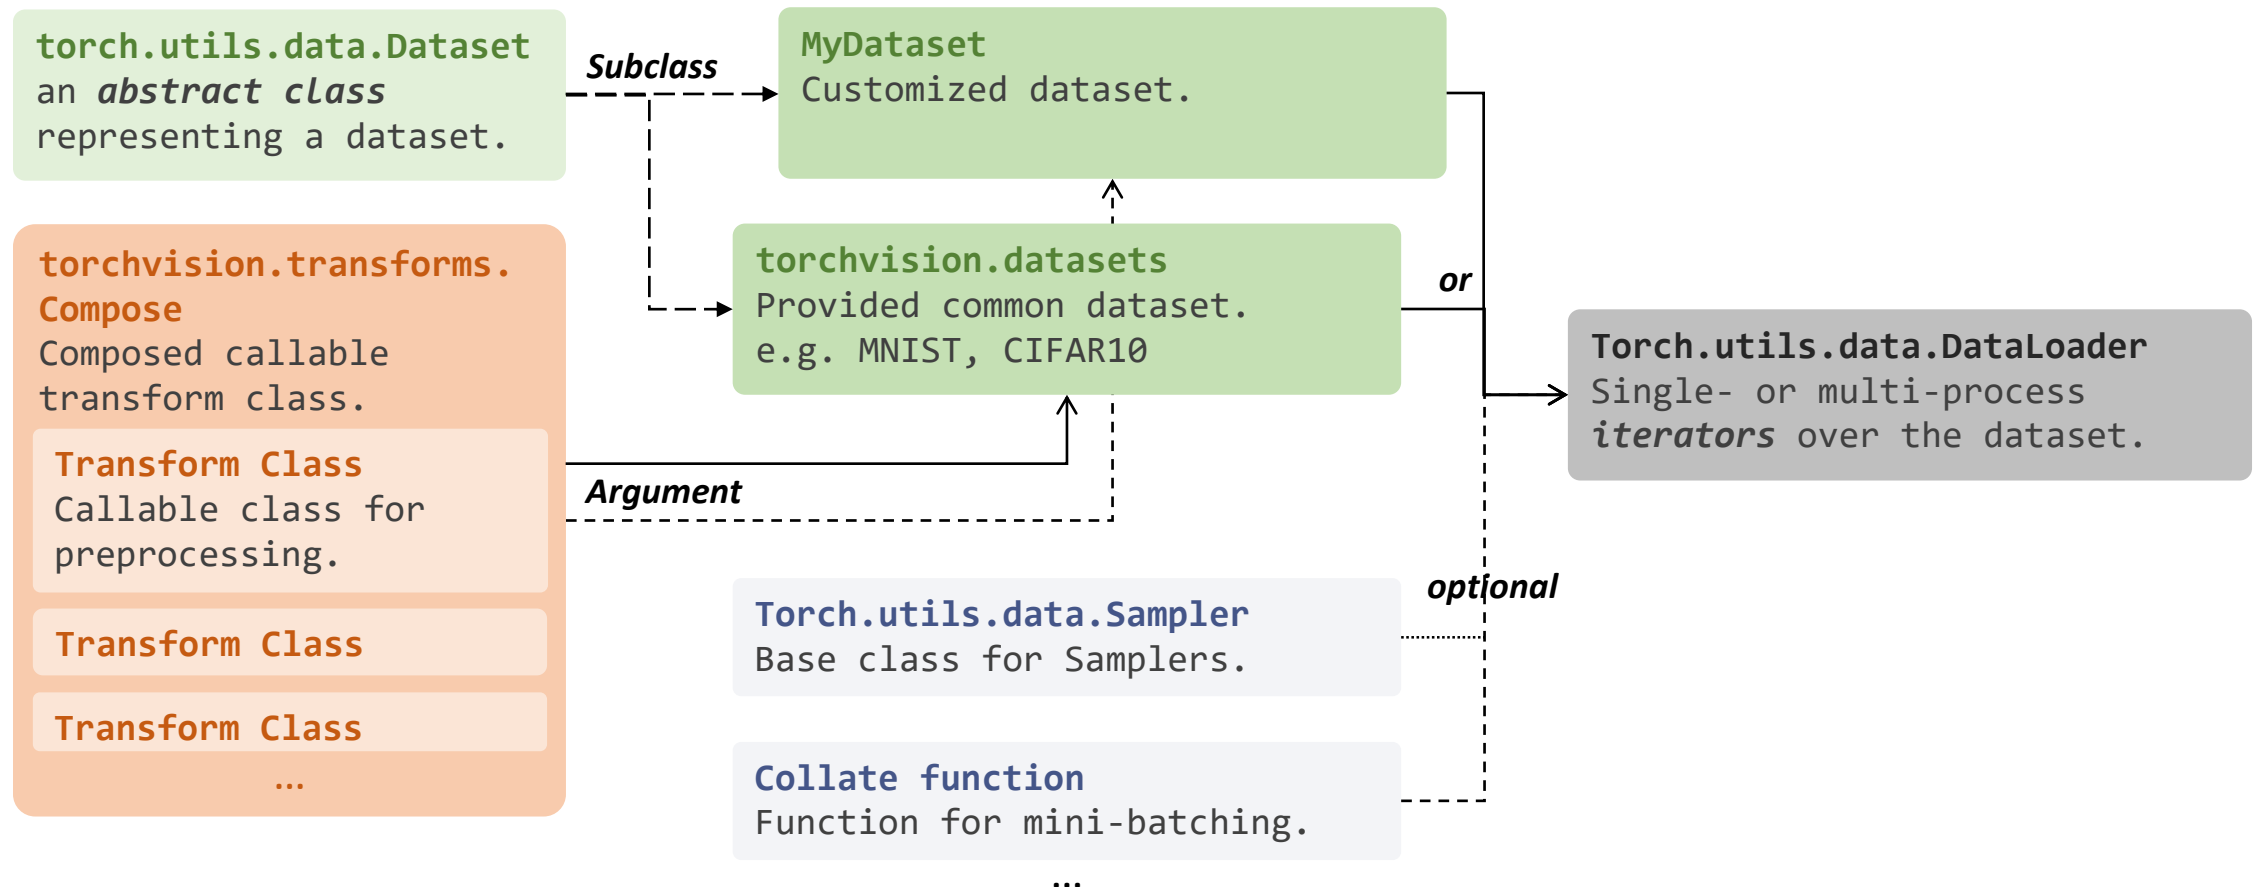 torch.utils.data.Dataset
an abstract class
representing a dataset.
Subclass
MyDataset
Customized dataset.
torchvision.transforms.
Compose
Composed callable
transform class.
Transform Class
Callable class for
preprocessing.
Transform Class
Transform Class
...
torchvision.datasets
Provided common dataset.
e.g. MNIST, CIFAR10
or
Argument
Torch.utils.data.DataLoader
Single- or multi-process
iterators over the dataset.
optional
Torch.utils.data.Sampler
Base class for Samplers.
Collate function
Function for mini-batching.
...